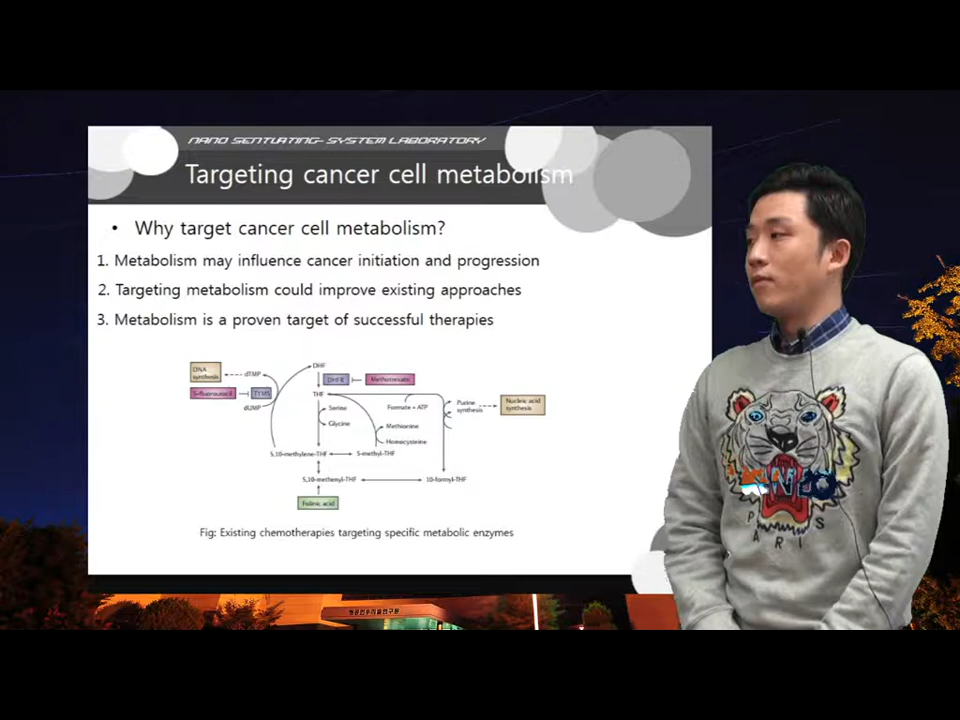 NANO SENTUATING- SYSTEM LABORATORY
Targeting cancer cell metabolism
• Why target cancer cell metabolism?
1. Metabolism may influence cancer initiation and progression
2. Targeting metabolism could improve existing approaches
3. Metabolism is a proven target of successful therapies
DNA
synthesis
dTMP
DHF
5-fluorouracil
TYMS
DHFR
Methotrexate
dUMP
THF
Serine
Glycine
Formate + ATP
Purine
synthesis
Nucleic acid
synthesis
Methionine
Homocysteine
5,10-methylene-THF
5-methyl-THF
5,10-methenyl-THF
10-formyl-THF
Folinic acid
Fig: Existing chemotherapies targeting specific metabolic enzymes
PARIS